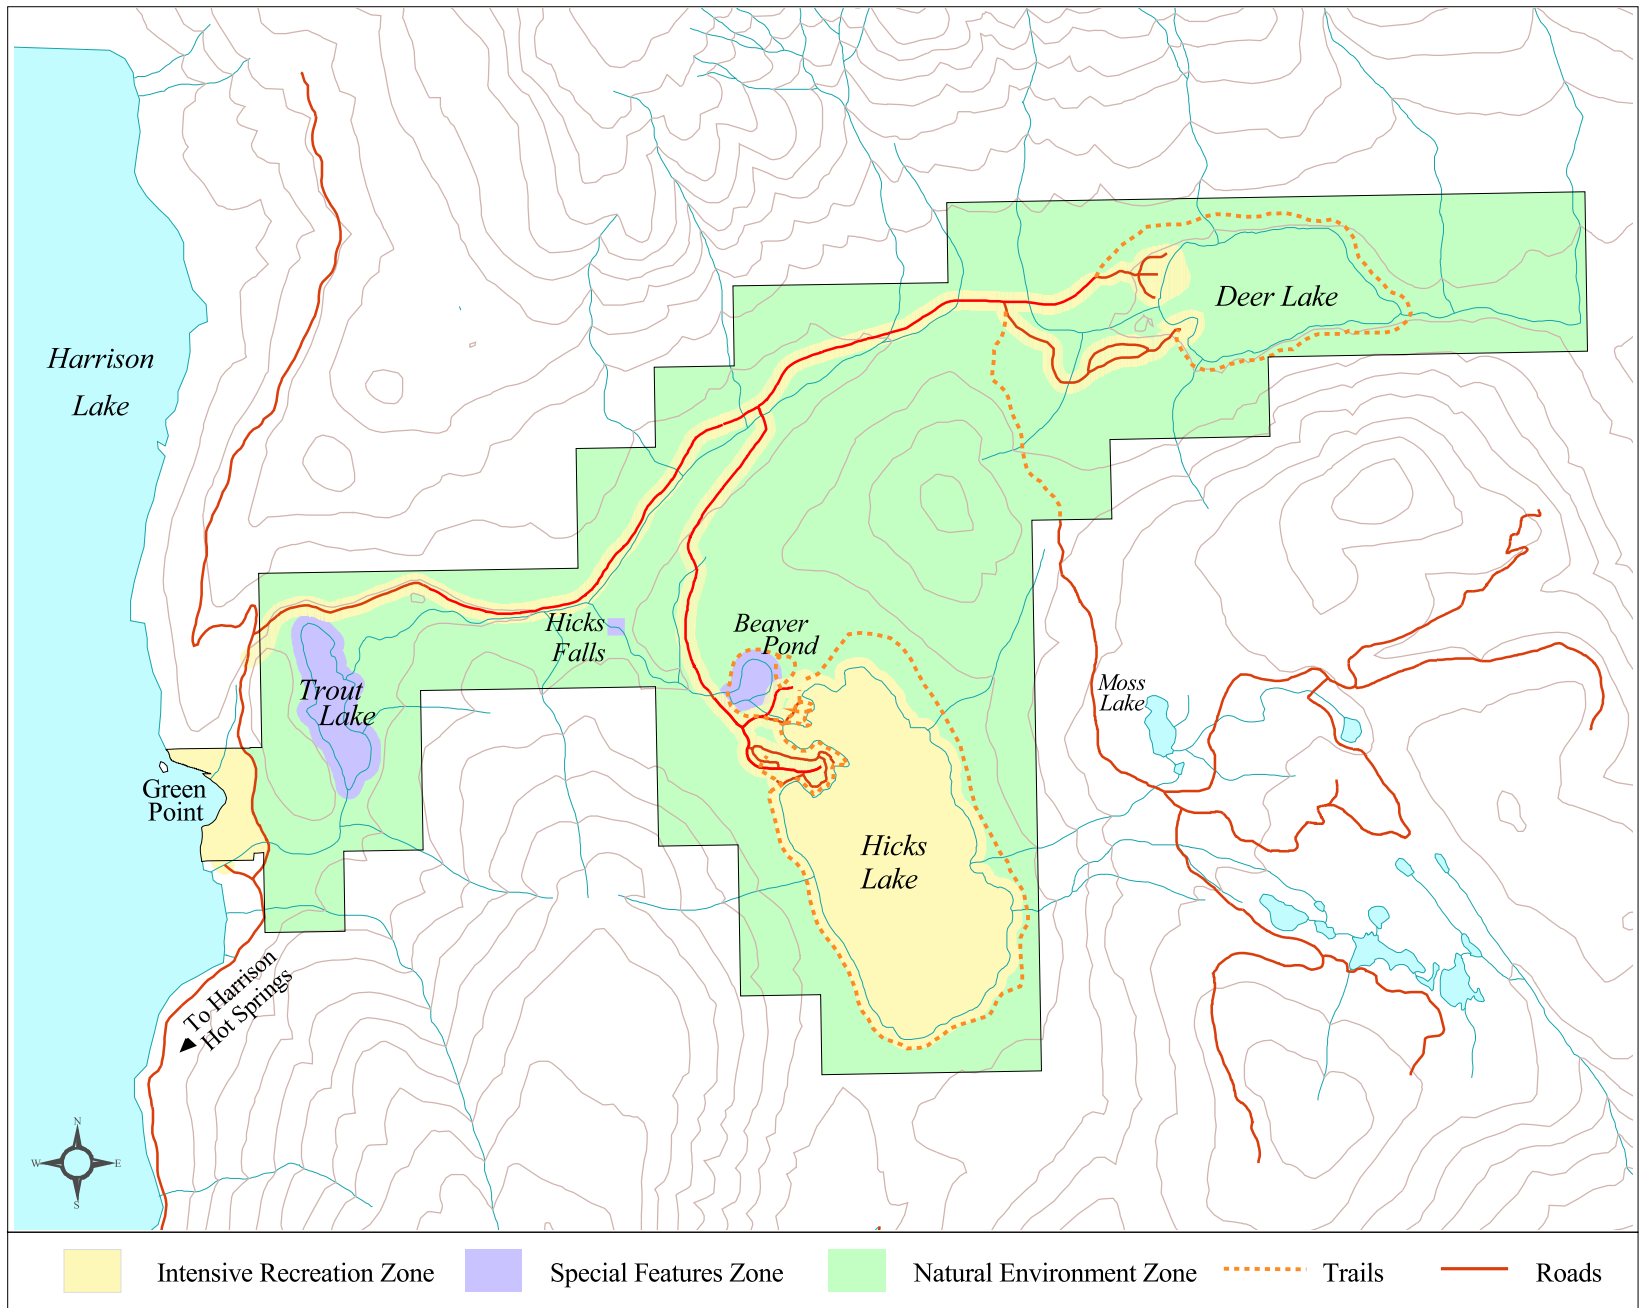 Deer Lake
Harrison
Lake
Hicks
Falls
Beaver
Pond
Trout
Lake
Moss
Lake
Green
Point
Hicks
Lake
To Harrison
Hot Springs
N
W
E
S
Intensive Recreation Zone
Special Features Zone
Natural Environment Zone
Trails
Roads